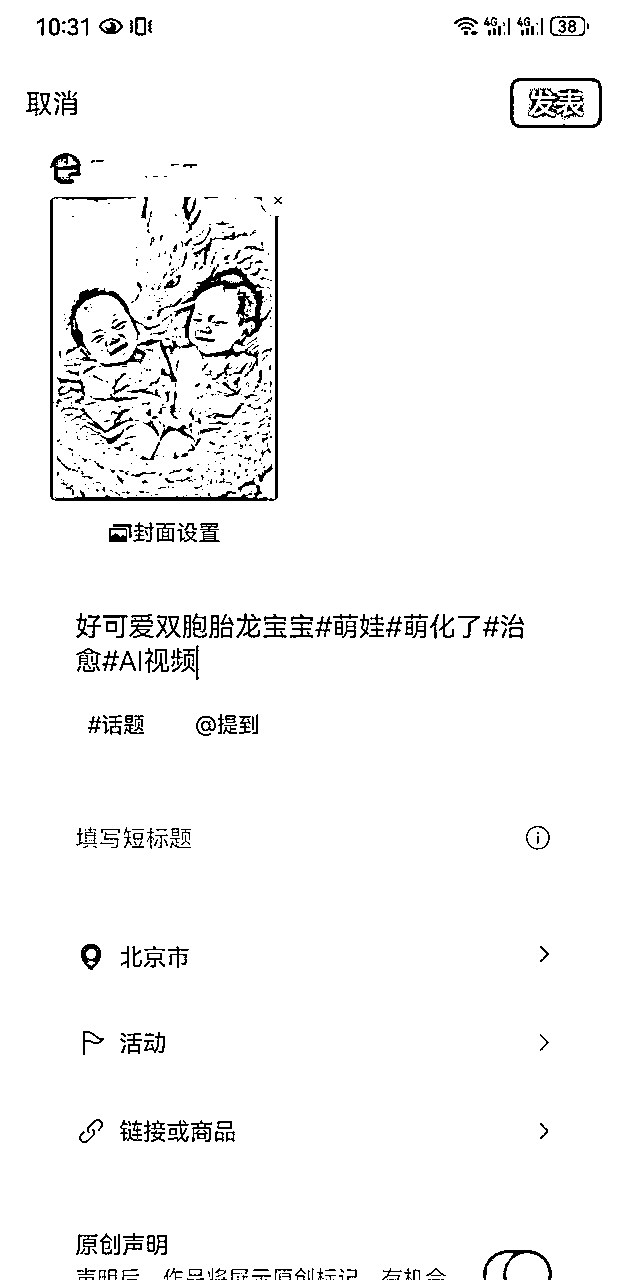 10:31 4G 4G 38
取消 发表
封面设置
好可爱双胞胎龙宝宝#萌娃#萌化了#治
愈#AI视频
#话题 @提到
填写短标题
北京市
活动
链接或商品
原创声明
声明后，作品将展示原创标记，有机会